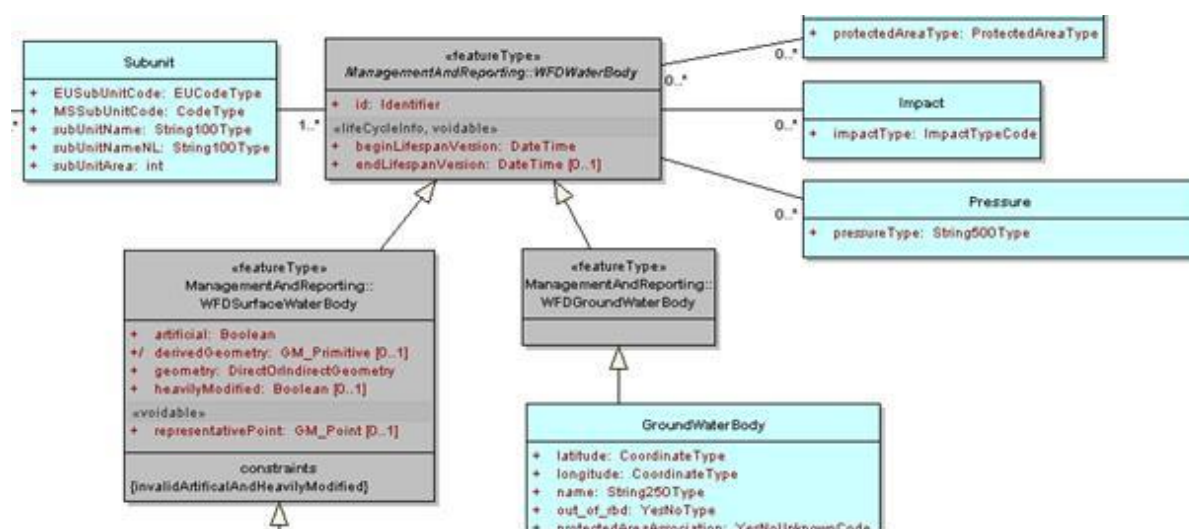 + protectedAreaType: ProtectedAreaType
0..*
0..*
Subunit
+ EUSubUnitCode: EUCodeType
+ MSSubUnitCode: CodeType
+ subUnitName: String100Type
+ subUnitNameNL: String100Type
+ subUnitArea: int
*
1..*
«featureType»
ManagementAndReporting::WFDWaterBody
+ id: Identifier
«lifeCycleInfo, voidable»
+ beginLifespanVersion: DateTime
+ endLifespanVersion: DateTime [0..1]
Impact
+ impactType: ImpactTypeCode
0..*
Pressure
+ pressureType: String500Type
0..*
«featureType»
ManagementAndReporting::
WFDSurfaceWaterBody
+ artificial: Boolean
+/ derivedGeometry: GM_Primitive [0..1]
+ geometry: DirectOrIndirectGeometry
+ heavilyModified: Boolean [0..1]
«voidable»
+ representativePoint: GM_Point [0..1]
constraints
{invalidArtificalAndHeavilyModified}
«featureType»
ManagementAndReporting::
WFDGroundWaterBody
GroundWaterBody
+ latitude: CoordinateType
+ longitude: CoordinateType
+ name: String250Type
+ out_of_rbd: YesNoType
+ protectedAreaAssociation: YesNoUnknownCode